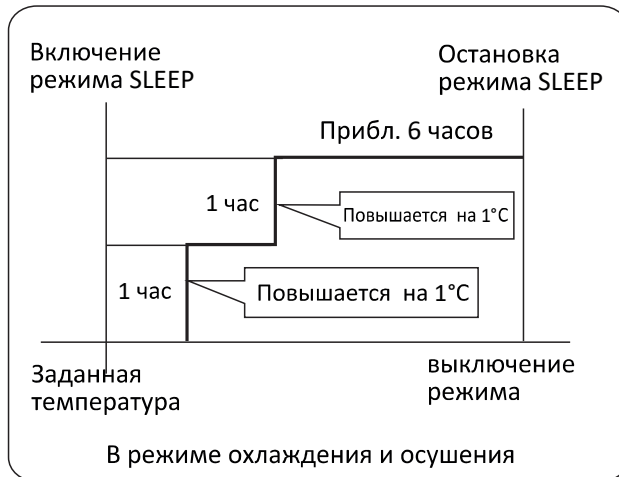 Включение
режима SLEEP
Остановка
режима SLEEP
Прибл. 6 часов
1 час
Повышается на 1°C
1 час
Повышается на 1°C
Заданная
температура
выключение
режима
В режиме охлаждения и осушения